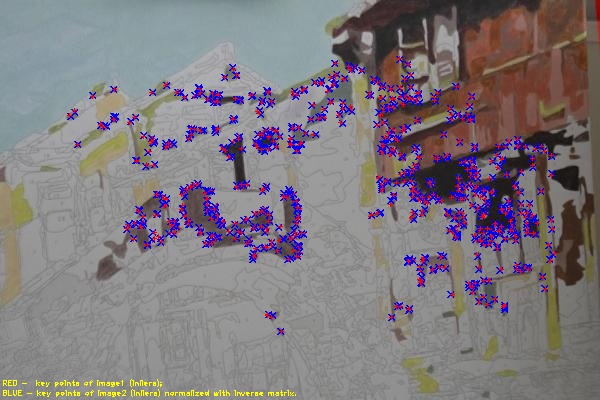 RED – key points of image1 (inliers);
BLUE – key points of image2 (inliers) normalized with inverse matrix.